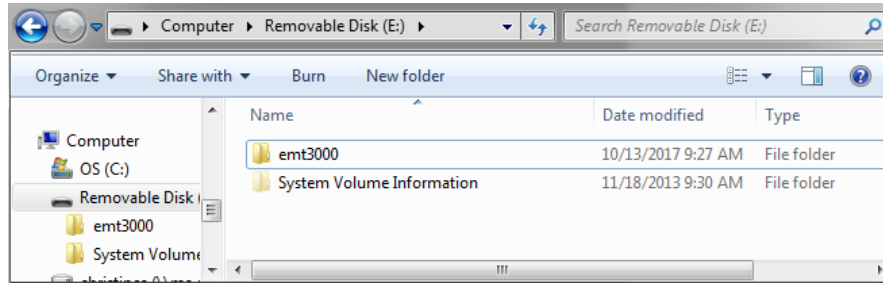 Computer Removable Disk (E:) Search Removable Disk (E:)
Organize Share with Burn New folder
Name Date modified Type
Computer
OS (C:)
Removable Disk
emt3000
System Volume
emt3000 10/13/2017 9:27 AM File folder
System Volume Information 11/18/2013 9:30 AM File folder